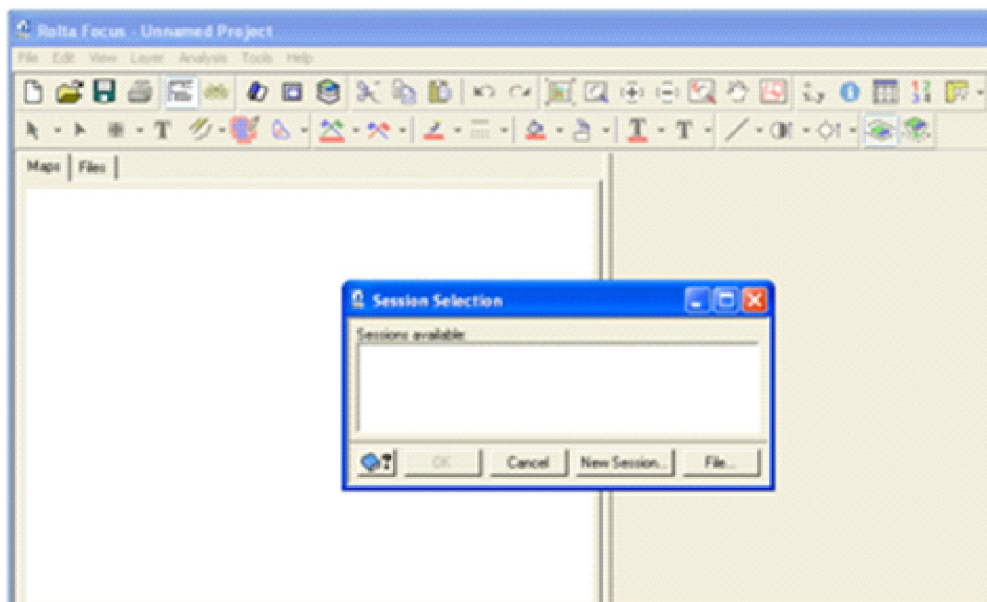 Rolta Focus - Unnamed Project
File Edit View Layer Analysis Tools Help
Maps Files
Session Selection
Sessions available:
OK Cancel New Session... File...